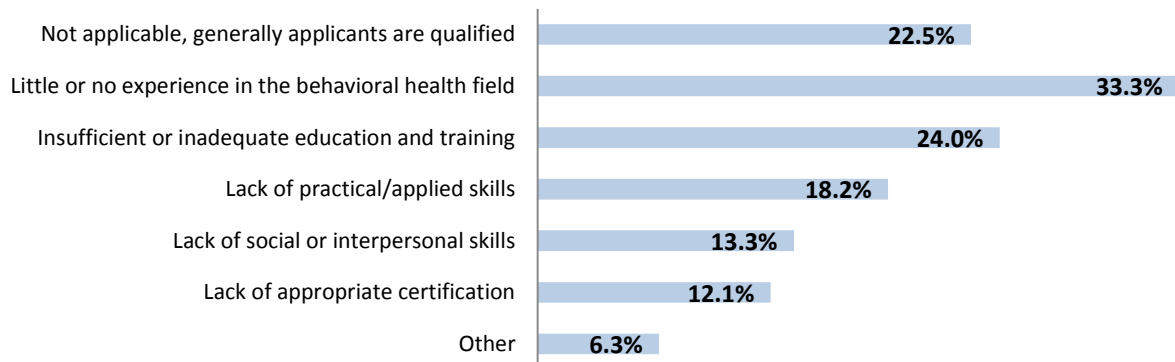 Not applicable, generally applicants are qualified 22.5%
Little or no experience in the behavioral health field 33.3%
Insufficient or inadequate education and training 24.0%
Lack of practical/applied skills 18.2%
Lack of social or interpersonal skills 13.3%
Lack of appropriate certification 12.1%
Other 6.3%